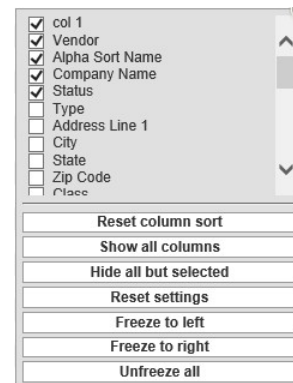 col 1
Vendor
Alpha Sort Name
Company Name
Status
Type
Address Line 1
City
State
Zip Code
Class
Reset column sort
Show all columns
Hide all but selected
Reset settings
Freeze to left
Freeze to right
Unfreeze all